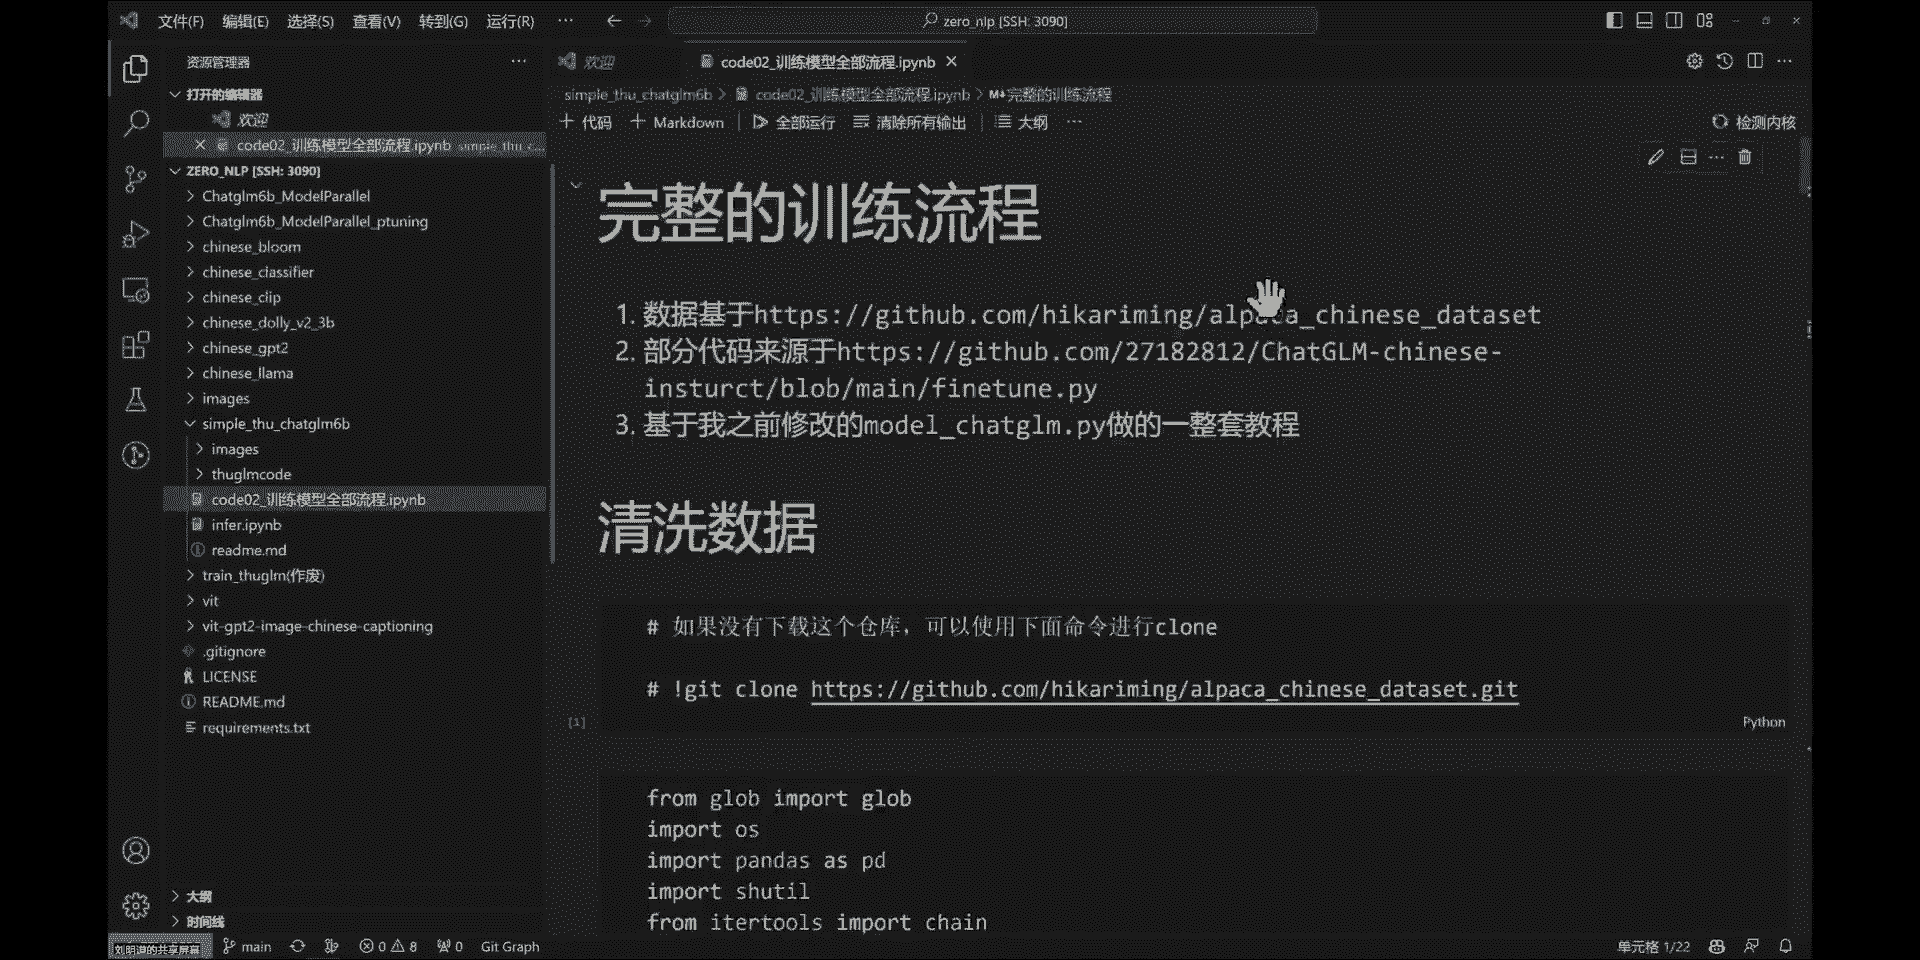 文件(F) 编辑(E) 选择(S) 查看(V) 转到(G) 运行(R) ··· zero_nlp [SSH: 3090]
资源管理器
打开的编辑器
欢迎
code02_训练模型全部流程.ipynb simple_thu_c...
ZERO_NLP [SSH: 3090]
Chatglm6b_ModelParallel
Chatglm6b_ModelParallel_ptuning
chinese_bloom
chinese_classifier
chinese_clip
chinese_dolly_v2_3b
chinese_gpt2
chinese_llama
images
simple_thu_chatglm6b
images
thuglmcode
code02_训练模型全部流程.ipynb
infer.ipynb
readme.md
train_thuglm(作废)
vit
vit-gpt2-image-chinese-captioning
.gitignore
LICENSE
README.md
requirements.txt
大纲
时间线
欢迎 code02_训练模型全部流程.ipynb
simple_thu_chatglm6b > code02_训练模型全部流程.ipynb > M↓完整的训练流程
+ 代码 + Markdown 全部运行 清除所有输出 大纲 ··· 检测内核
完整的训练流程
1. 数据基于https://github.com/hikariming/alpaca_chinese_dataset
2. 部分代码来源于https://github.com/27182812/ChatGLM-chinese-
insturct/blob/main/finetune.py
3. 基于我之前修改的model_chatglm.py做的一整套教程
清洗数据
# 如果没有下载这个仓库，可以使用下面命令进行clone
# !git clone https://github.com/hikariming/alpaca_chinese_dataset.git
[1] Python
from glob import glob
import os
import pandas as pd
import shutil
from itertools import chain
刘明道的共享屏幕 main 0 8 0 Git Graph 单元格 1/22